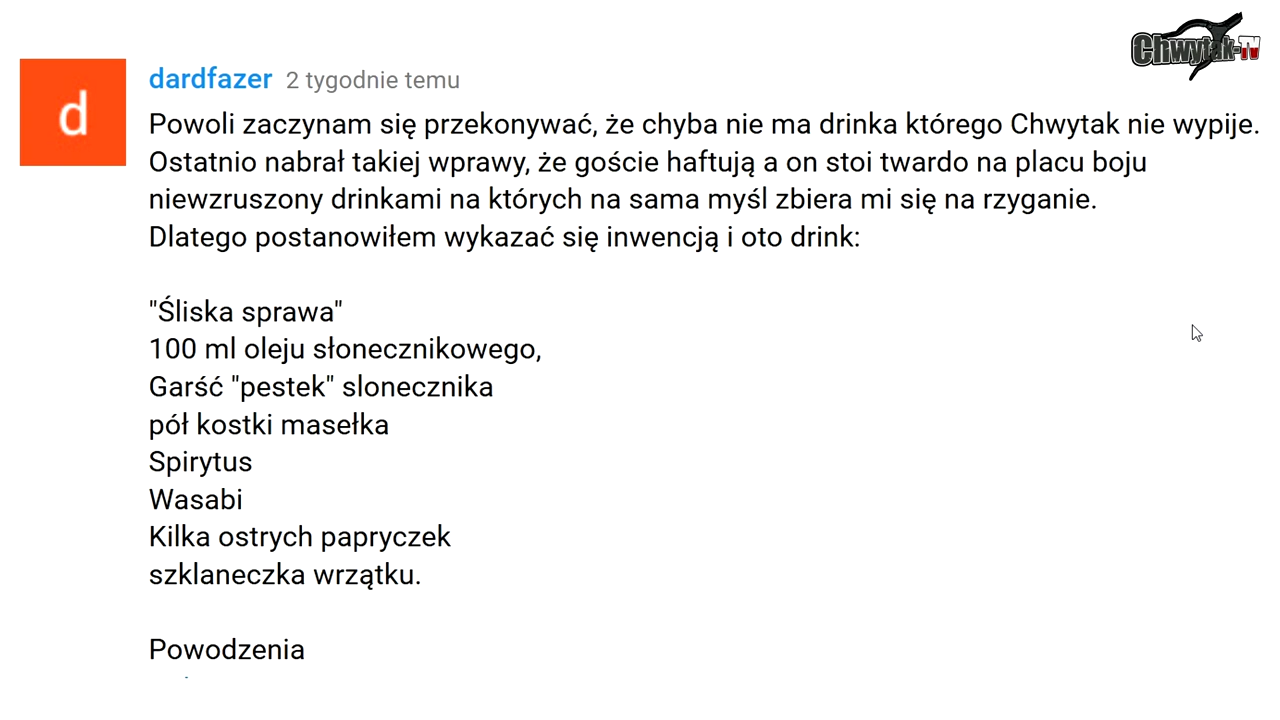 Chwytak-TV
d
dardfazer 2 tygodnie temu
Powoli zaczynam się przekonywać, że chyba nie ma drinka którego Chwytak nie wypije.
Ostatnio nabrał takiej wprawy, że goście haftują a on stoi twardo na placu boju
niewzruszony drinkami na których na sama myśl zbiera mi się na rzyganie.
Dlatego postanowiłem wykazać się inwencją i oto drink:
"Śliska sprawa"
100 ml oleju słonecznikowego,
Garść "pestek" slonecznika
pół kostki masełka
Spirytus
Wasabi
Kilka ostrych papryczek
szklaneczka wrzątku.
Powodzenia